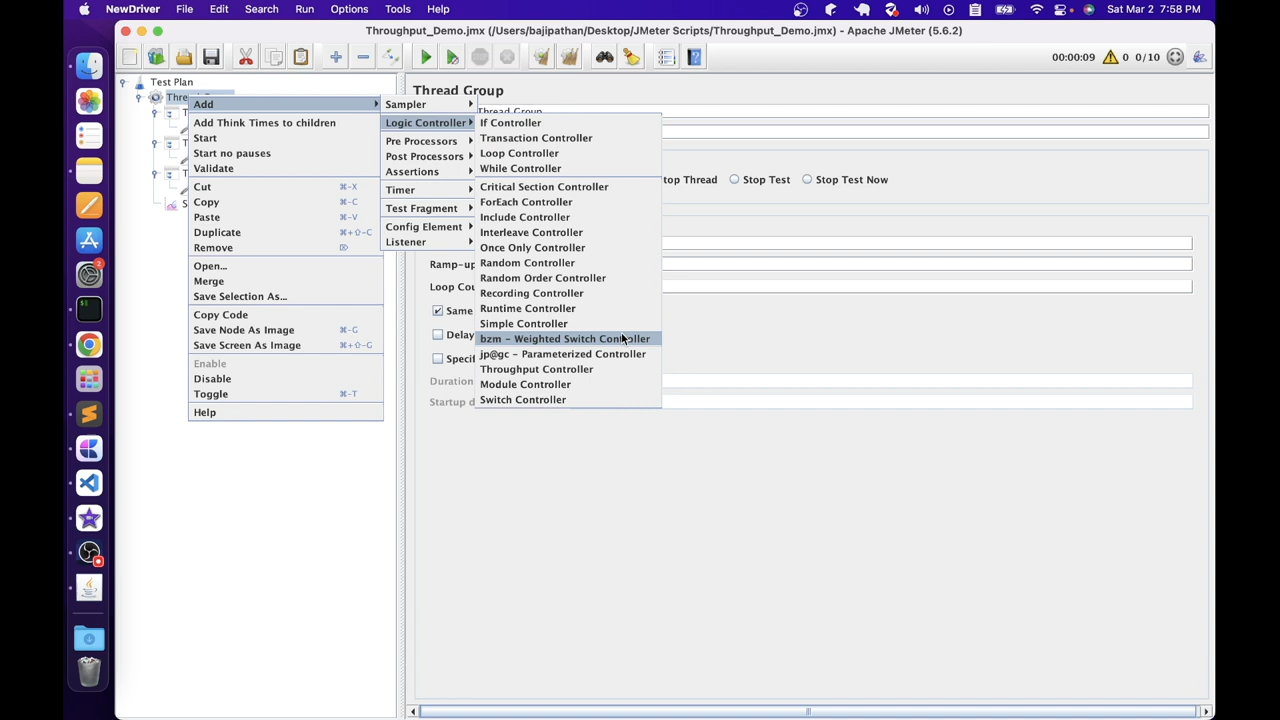 NewDriver File Edit Search Run Options Tools Help Sat Mar 2 7:58 PM
Throughput_Demo.jmx (/Users/bajipathan/Desktop/JMeter Scripts/Throughput_Demo.jmx) - Apache JMeter (5.6.2)
00:00:09 0 0/10
Test Plan
Thread Group
Thread Group
Add
Add Think Times to children
Start
Start no pauses
Validate
Cut ⌘-X
Copy ⌘-C
Paste ⌘-V
Duplicate ⌘+⇧-C
Remove ⌦
Open...
Merge
Save Selection As...
Copy Code
Save Node As Image ⌘-G
Save Screen As Image ⌘+⇧-G
Enable
Disable
Toggle ⌘-T
Help
Sampler
Logic Controller
Pre Processors
Post Processors
Assertions
Timer
Test Fragment
Config Element
Listener
If Controller
Transaction Controller
Loop Controller
While Controller
Critical Section Controller
ForEach Controller
Include Controller
Interleave Controller
Once Only Controller
Random Controller
Random Order Controller
Recording Controller
Runtime Controller
Simple Controller
bzm - Weighted Switch Controller
jp@gc - Parameterized Controller
Throughput Controller
Module Controller
Switch Controller
top Thread Stop Test Stop Test Now
Ramp-up
Loop Cou
Same
Delay
Specif
Duration
Startup d
2